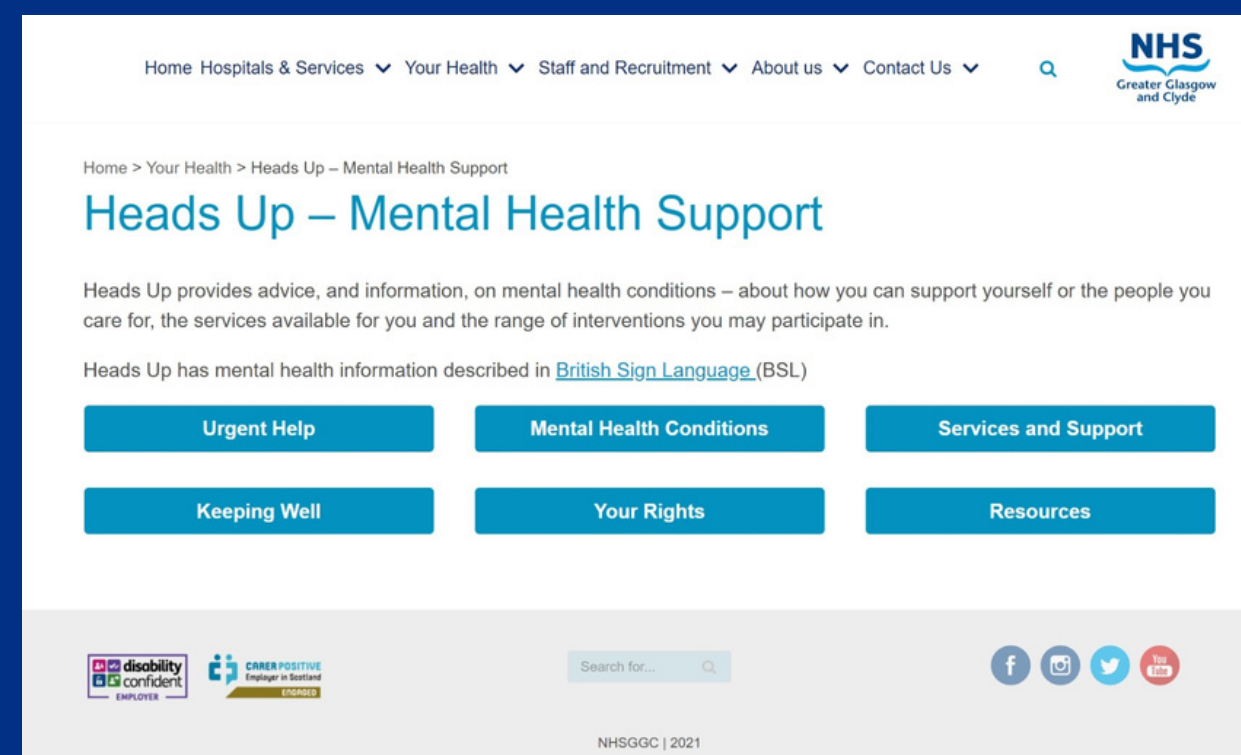 Home Hospitals & Services Your Health Staff and Recruitment About us Contact Us
NHS
Greater Glasgow
and Clyde
Home > Your Health > Heads Up – Mental Health Support
Heads Up – Mental Health Support
Heads Up provides advice, and information, on mental health conditions – about how you can support yourself or the people you
care for, the services available for you and the range of interventions you may participate in.
Heads Up has mental health information described in British Sign Language (BSL)
Urgent Help
Mental Health Conditions
Services and Support
Keeping Well
Your Rights
Resources
disability
confident
EMPLOYER
CARER POSITIVE
Employer in Scotland
ENGAGED
Search for...
f
You
Tube
NHSGGC | 2021